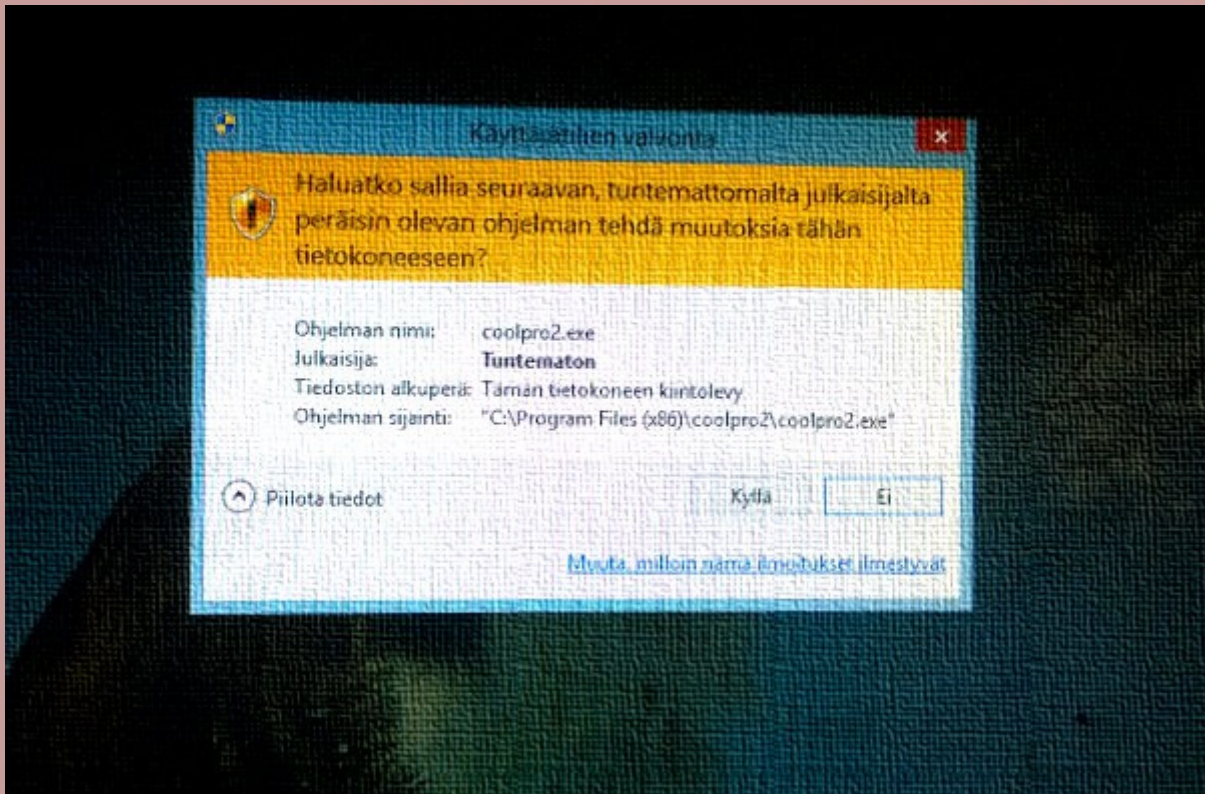 Käyttäjätilien valvonta
Haluatko sallia seuraavan, tuntemattomalta julkaisijalta
peräisin olevan ohjelman tehdä muutoksia tähän
tietokoneeseen?
Ohjelman nimi: coolpro2.exe
Julkaisija: Tuntematon
Tiedoston alkuperä: Tämän tietokoneen kiintolevy
Ohjelman sijainti: "C:\Program Files (x86)\coolpro2\coolpro2.exe"
Piilota tiedot
Kyllä
Ei
Muuta, milloin nämä ilmoitukset ilmestyvät